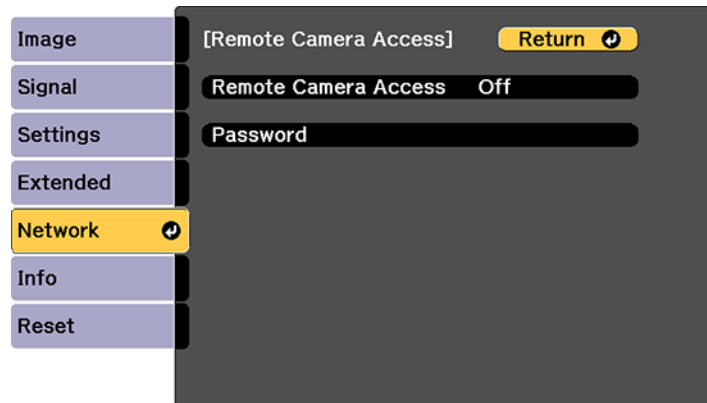 Image
Signal
Settings
Extended
Network
Info
Reset
[Remote Camera Access] Return
Remote Camera Access Off
Password